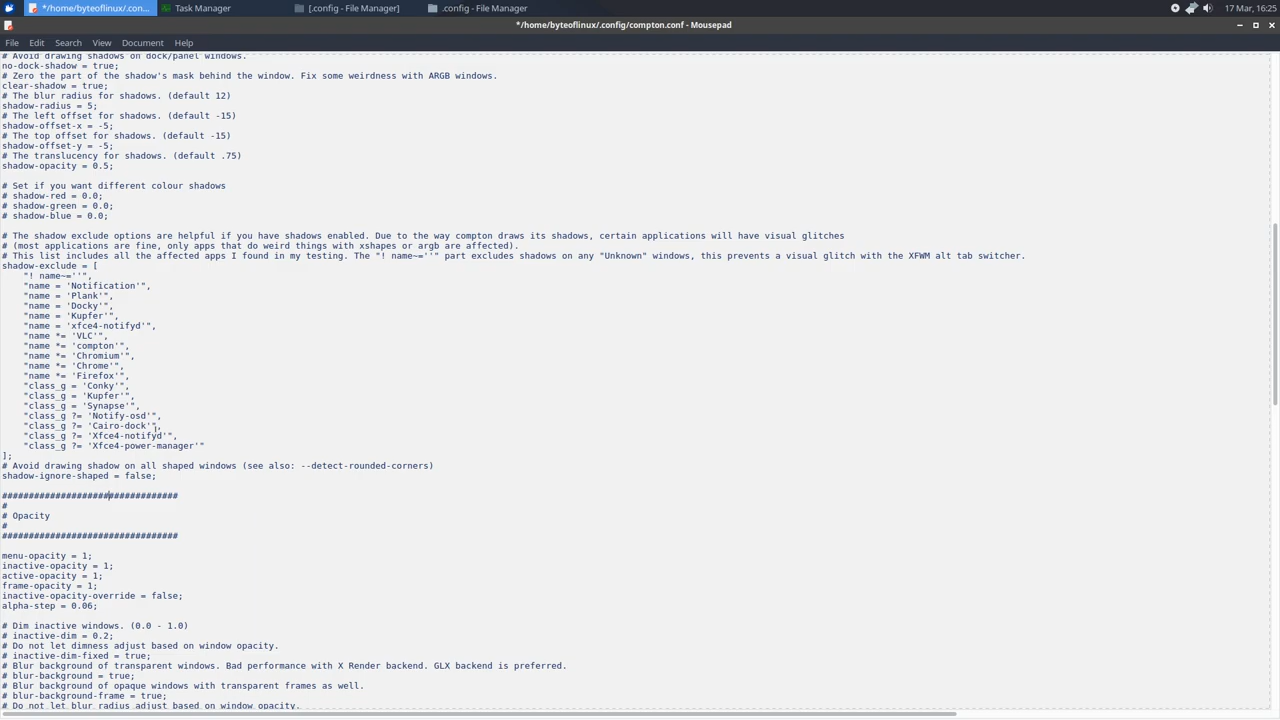 */home/byteoflinux/.con...
Task Manager
[.config - File Manager]
.config - File Manager
17 Mar, 16:25
*/home/byteoflinux/.config/compton.conf - Mousepad
File Edit Search View Document Help
# Avoid drawing shadows on dock/panel windows.
no-dock-shadow = true;
# Zero the part of the shadow's mask behind the window. Fix some weirdness with ARGB windows.
clear-shadow = true;
# The blur radius for shadows. (default 12)
shadow-radius = 5;
# The left offset for shadows. (default -15)
shadow-offset-x = -5;
# The top offset for shadows. (default -15)
shadow-offset-y = -5;
# The translucency for shadows. (default .75)
shadow-opacity = 0.5;
# Set if you want different colour shadows
# shadow-red = 0.0;
# shadow-green = 0.0;
# shadow-blue = 0.0;
# The shadow exclude options are helpful if you have shadows enabled. Due to the way compton draws its shadows, certain applications will have visual glitches
# (most applications are fine, only apps that do weird things with xshapes or argb are affected).
# This list includes all the affected apps I found in my testing. The "! name~=''" part excludes shadows on any "Unknown" windows, this prevents a visual glitch with the XFWM alt tab switcher.
shadow-exclude = [
    "! name~=''",
    "name = 'Notification'",
    "name = 'Plank'",
    "name = 'Docky'",
    "name = 'Kupfer'",
    "name = 'xfce4-notifyd'",
    "name *= 'VLC'",
    "name *= 'compton'",
    "name *= 'Chromium'",
    "name *= 'Chrome'",
    "name *= 'Firefox'",
    "class_g = 'Conky'",
    "class_g = 'Kupfer'",
    "class_g = 'Synapse'",
    "class_g ?= 'Notify-osd'",
    "class_g ?= 'Cairo-dock'",
    "class_g ?= 'Xfce4-notifyd'",
    "class_g ?= 'Xfce4-power-manager'"
];
# Avoid drawing shadow on all shaped windows (see also: --detect-rounded-corners)
shadow-ignore-shaped = false;
#################################
#
# Opacity
#
#################################
menu-opacity = 1;
inactive-opacity = 1;
active-opacity = 1;
frame-opacity = 1;
inactive-opacity-override = false;
alpha-step = 0.06;
# Dim inactive windows. (0.0 - 1.0)
# inactive-dim = 0.2;
# Do not let dimness adjust based on window opacity.
# inactive-dim-fixed = true;
# Blur background of transparent windows. Bad performance with X Render backend. GLX backend is preferred.
# blur-background = true;
# Blur background of opaque windows with transparent frames as well.
# blur-background-frame = true;
# Do not let blur radius adjust based on window opacity.